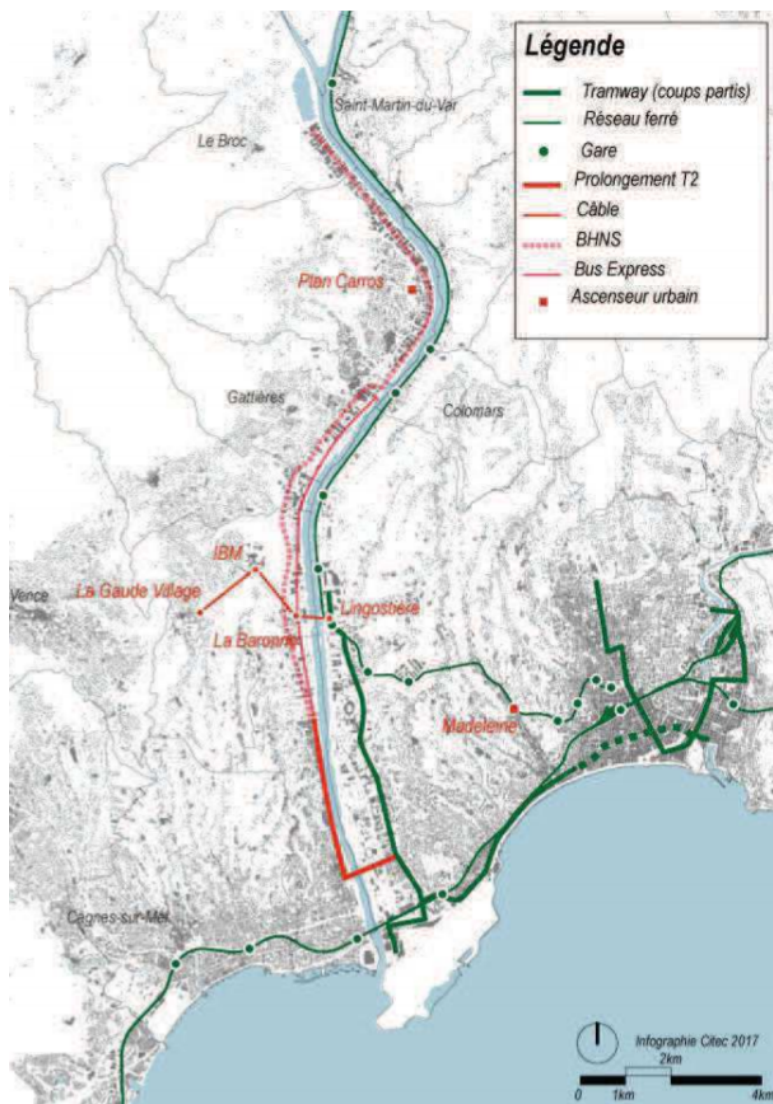 Légende
Tramway (coups partis)
Réseau ferré
Gare
Prolongement T2
Câble
BHNS
Bus Express
Ascenseur urbain
Saint-Martin-du-Var
Le Broc
Plan Carros
Gattières
Colomars
IBM
La Gaude Village
Vence
Lingostière
La Baronne
Madeleine
Cagnes-sur-Mer
Infographie Citec 2017
2km
0 1km 4km